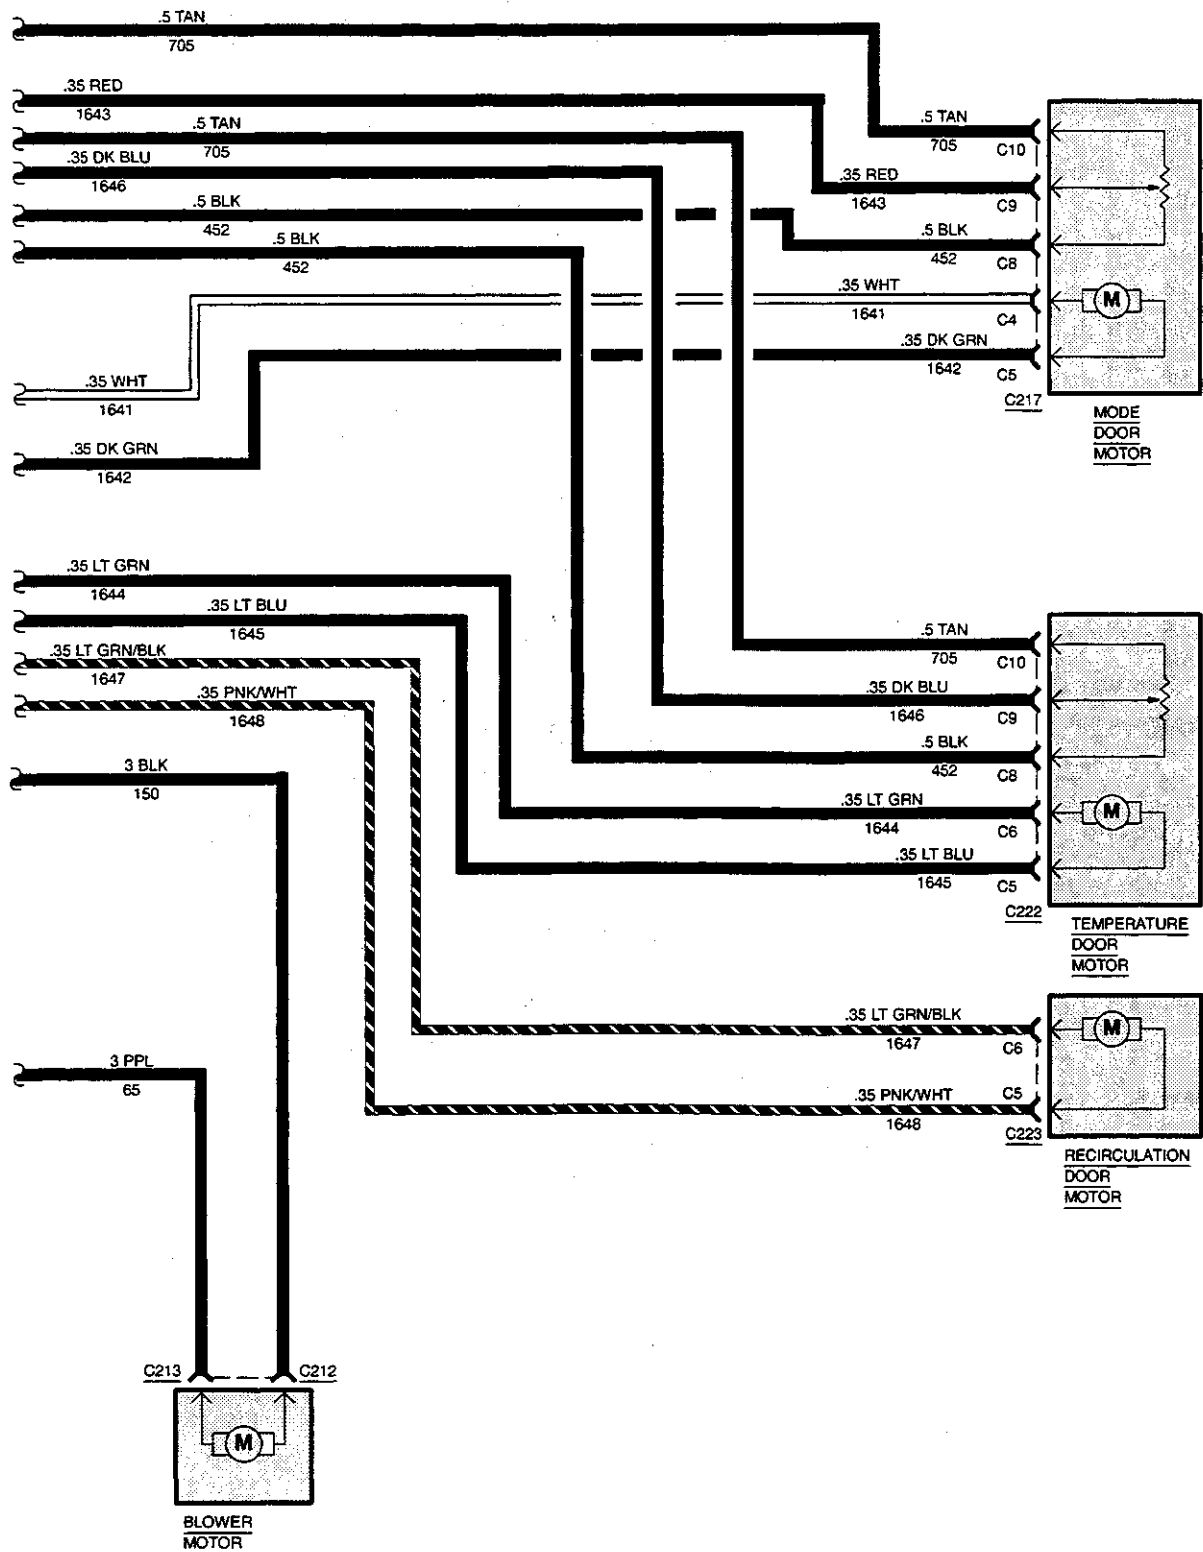 .5 TAN
705
.35 RED
1643
.5 TAN
705
.35 DK BLU
1646
.5 BLK
452
.5 BLK
452
.35 WHT
1641
.35 DK GRN
1642
.5 TAN
705
C10
.35 RED
1643
C9
.5 BLK
452
C8
.35 WHT
1641
C4
.35 DK GRN
1642
C5
C217
M
MODE
DOOR
MOTOR
.35 LT GRN
1644
.35 LT BLU
1645
.35 LT GRN/BLK
1647
.35 PNK/WHT
1648
3 BLK
150
.5 TAN
705
C10
.35 DK BLU
1646
C9
.5 BLK
452
C8
.35 LT GRN
1644
C6
.35 LT BLU
1645
C5
C222
M
TEMPERATURE
DOOR
MOTOR
.35 LT GRN/BLK
1647
C6
.35 PNK/WHT
1648
C5
C223
M
RECIRCULATION
DOOR
MOTOR
3 PPL
65
C213
C212
M
BLOWER
MOTOR